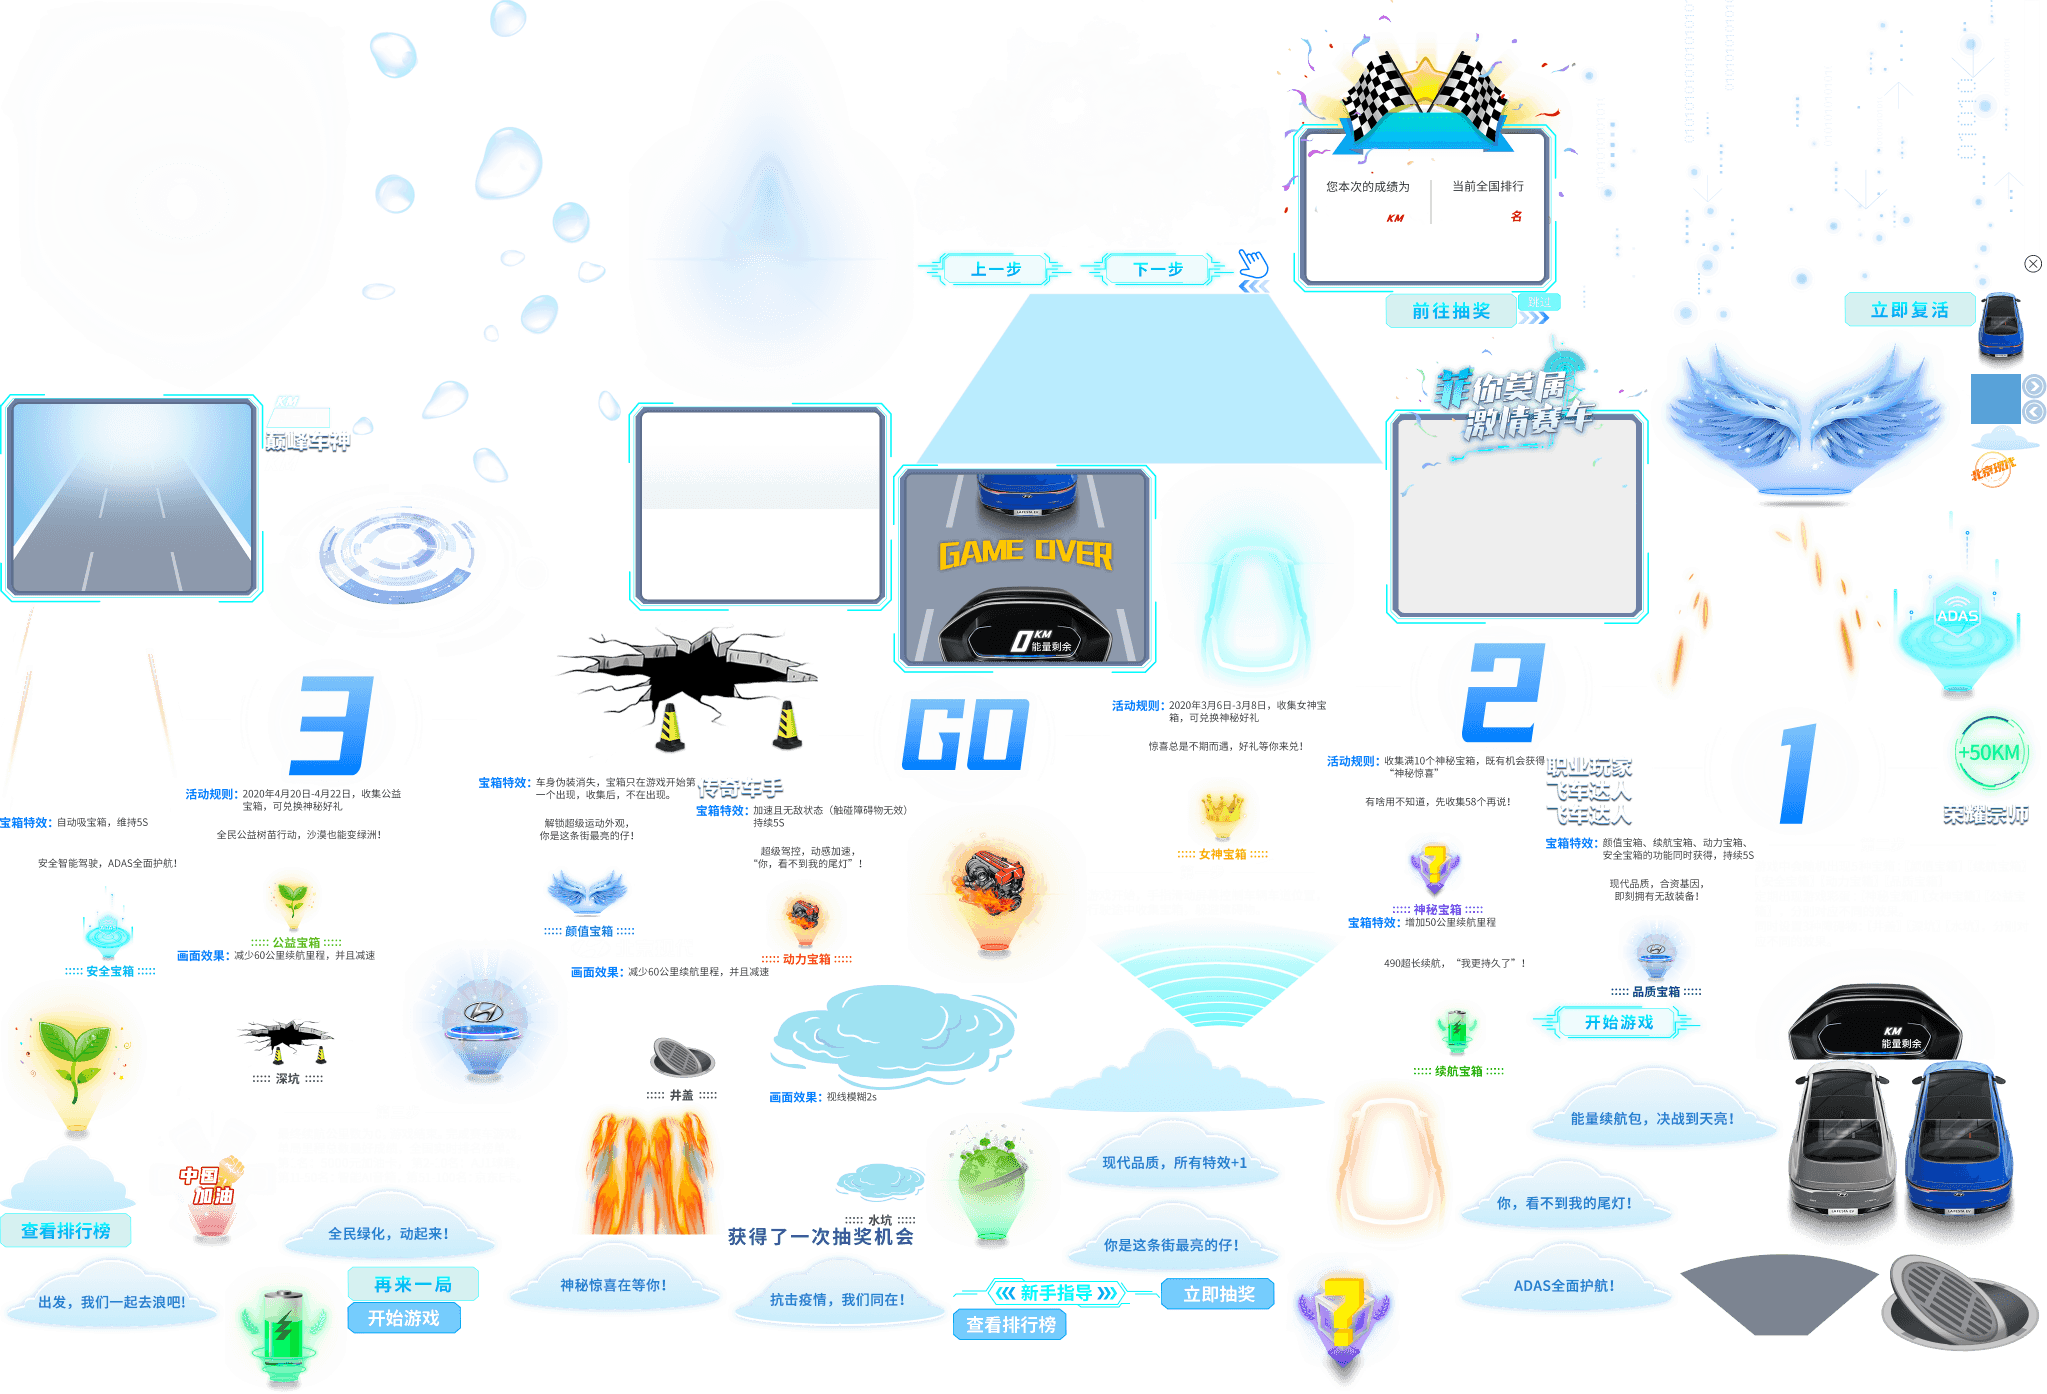 您本次的成绩为
当前全国排行
KM
名
上一步
下一步
前往抽奖
跳过
立即复活
菲你莫属
激情赛车
KM
巅峰车神
北京现代
GAME OVER
0 KM
能量剩余
ADAS
3
GO
2
1
+50KM
活动规则：2020年3月6日-3月8日，收集女神宝
箱，可兑换神秘好礼
惊喜总是不期而遇，好礼等你来兑！
活动规则：收集满10个神秘宝箱，既有机会获得
“神秘惊喜”
有啥用不知道，先收集58个再说！
职业玩家
飞车达人
飞车达人
荣耀宗师
传奇车手
活动规则：2020年4月20日-4月22日，收集公益
宝箱，可兑换神秘好礼
全民公益树苗行动，沙漠也能变绿洲！
宝箱特效：车身伪装消失，宝箱只在游戏开始第
一个出现，收集后，不在出现。
解锁超级运动外观，
你是这条街最亮的仔！
宝箱特效：加速且无敌状态（触碰障碍物无效）
持续5S
超级驾控，动感加速，
“你，看不到我的尾灯”！
宝箱特效：自动吸宝箱，维持5S
安全智能驾驶，ADAS全面护航！
宝箱特效：颜值宝箱、续航宝箱、动力宝箱、
安全宝箱的功能同时获得，持续5S
现代品质，合资基因，
即刻拥有无敌装备！
女神宝箱
神秘宝箱
宝箱特效：增加50公里续航里程
490超长续航，“我更持久了”！
颜值宝箱
公益宝箱
画面效果：减少60公里续航里程，并且减速
动力宝箱
画面效果：减少60公里续航里程，并且减速
安全宝箱
品质宝箱
开始游戏
KM
能量剩余
续航宝箱
深坑
井盖
画面效果：视线模糊2s
能量续航包，决战到天亮！
现代品质，所有特效+1
中国
加油
你，看不到我的尾灯！
水坑
查看排行榜
全民绿化，动起来！
获得了一次抽奖机会
你是这条街最亮的仔！
再来一局
神秘惊喜在等你！
ADAS全面护航！
新手指导
立即抽奖
出发，我们一起去浪吧！
抗击疫情，我们同在！
开始游戏
查看排行榜